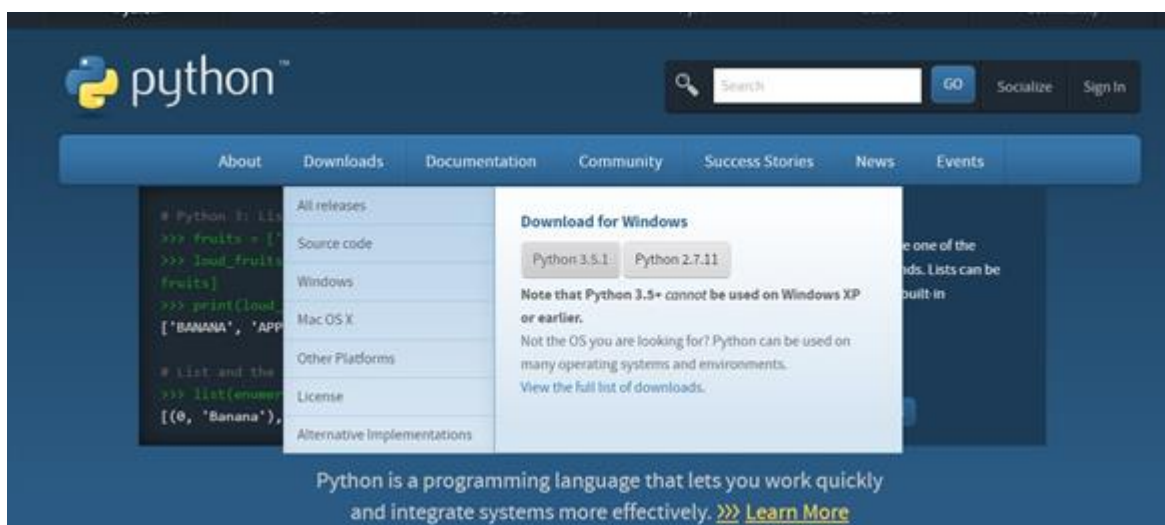 python™
Search
GO
Socialize
Sign In
About Downloads Documentation Community Success Stories News Events
# Python 3: Lis
>>> fruits = ['
>>> loud_fruits
fruits]
>>> print(loud_
['BANANA', 'APP
# List and the
>>> list(enumer
[(0, 'Banana'),
All releases
Source code
Windows
Mac OS X
Other Platforms
License
Alternative Implementations
Download for Windows
Python 3.5.1 Python 2.7.11
Note that Python 3.5+ cannot be used on Windows XP
or earlier.
Not the OS you are looking for? Python can be used on
many operating systems and environments.
View the full list of downloads.
e one of the
ds. Lists can be
built-in
Python is a programming language that lets you work quickly
and integrate systems more effectively. >>> Learn More